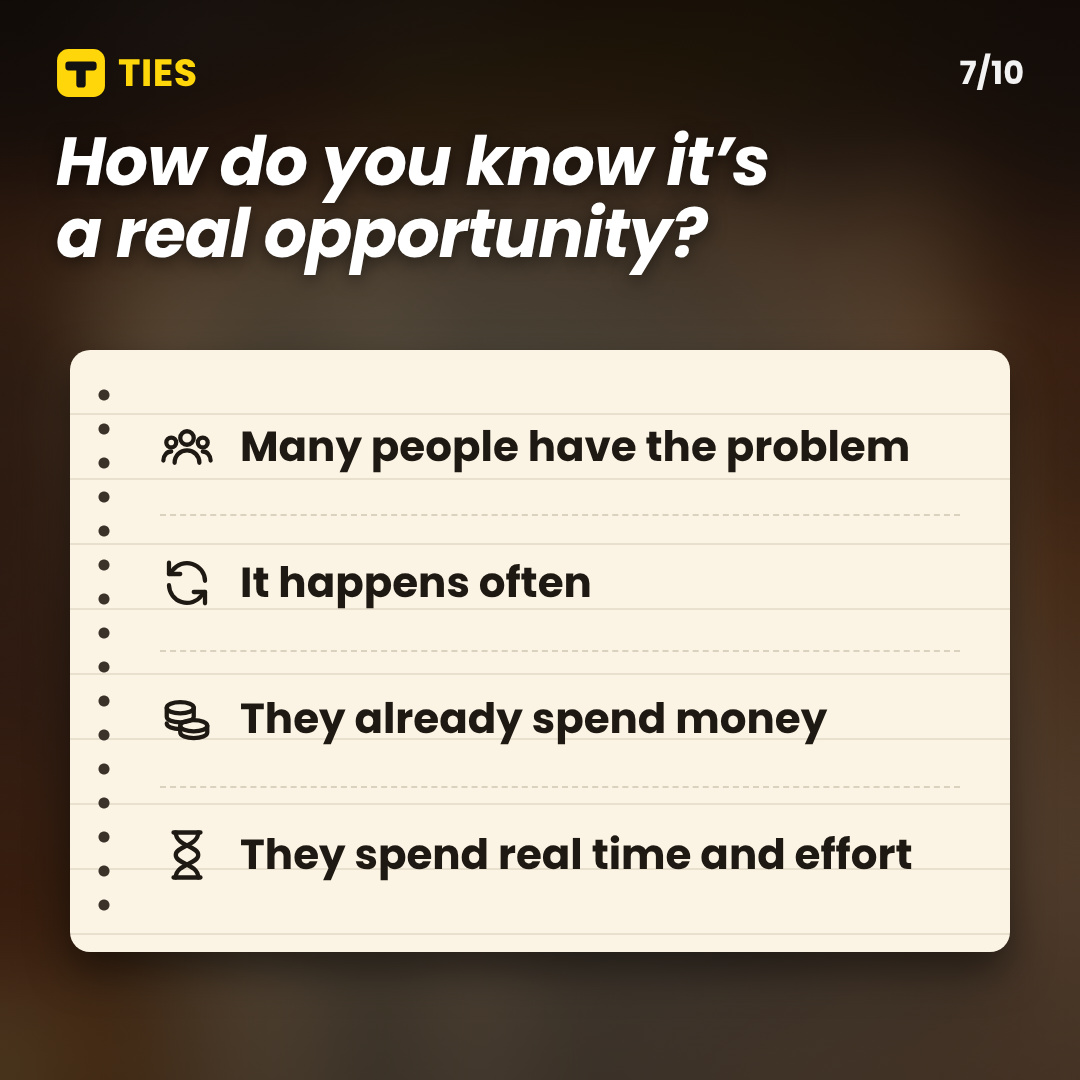 TIES
7/10
How do you know it’s
a real opportunity?
Many people have the problem
It happens often
They already spend money
They spend real time and effort